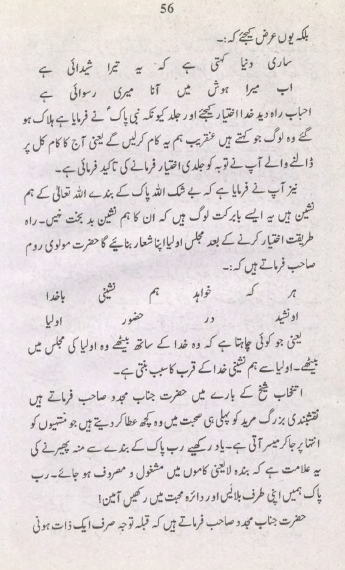 56
بلکہ یوں عرض کیجئے کہ:۔
ساری دنیا کہتی ہے کہ یہ تیرا شیدائی ہے
اب میرا ہوش میں آنا میری رسوائی ہے
احباب راہ دید خدا اختیار کیجئے اور جلد کیونکہ نبی پاکؐ نے فرمایا ہے ہلاک ہو
گئے وہ لوگ جو کہتے ہیں عنقریب ہم یہ کام کرلیں گے یعنی آج کا کام کل پر
ڈالنے والے آپ نے توبہ کو جلدی اختیار فرمانے کی تاکید فرمائی ہے۔
نیز آپ نے فرمایا ہے کہ بے شک اللہ پاک کے بندے اللہ تعالیٰ کے ہم
نشین ہیں یہ ایسے بابرکت لوگ ہیں کہ ان کا ہم نشین بد بخت نہیں۔ راہ
طریقت اختیار کرنے کے بعد مجلس اولیا اپنا شعار بنائیے گا حضرت مولوی روم
صاحب فرماتے ہیں کہ:۔
ہر کہ خواہد ہم نشینی باخدا
اونشید در حضور اولیا
یعنی جو کوئی چاہتا ہے کہ وہ خدا کے ساتھ بیٹھے وہ اولیا کی مجلس میں
بیٹھے۔ اولیا سے ہم نشینی خدا کے قرب کا سبب بنتی ہے۔
انتخاب شیخ کے بارے میں حضرت جناب مجدد صاحب فرماتے ہیں
نقشبندی بزرگ مرید کو پہلی ہی صحبت میں وہ کچھ عطا کر دیتے ہیں جو منتہیوں کو
انتہا پر جا کر میسر آتی ہے۔ یاد رکھیے رب پاک کے بندے سے منہ پھیرنے کی
یہ علامت ہے کہ بندہ لایعنی کاموں میں مشغول و مصروف ہو جائے۔ رب
پاک ہمیں اپنی طرف بلائیں اور دائرہ محبت میں رکھیں آمین!
حضرت جناب مجدد صاحب فرماتے ہیں کہ قبلہ توجہ صرف ایک ذات ہونی